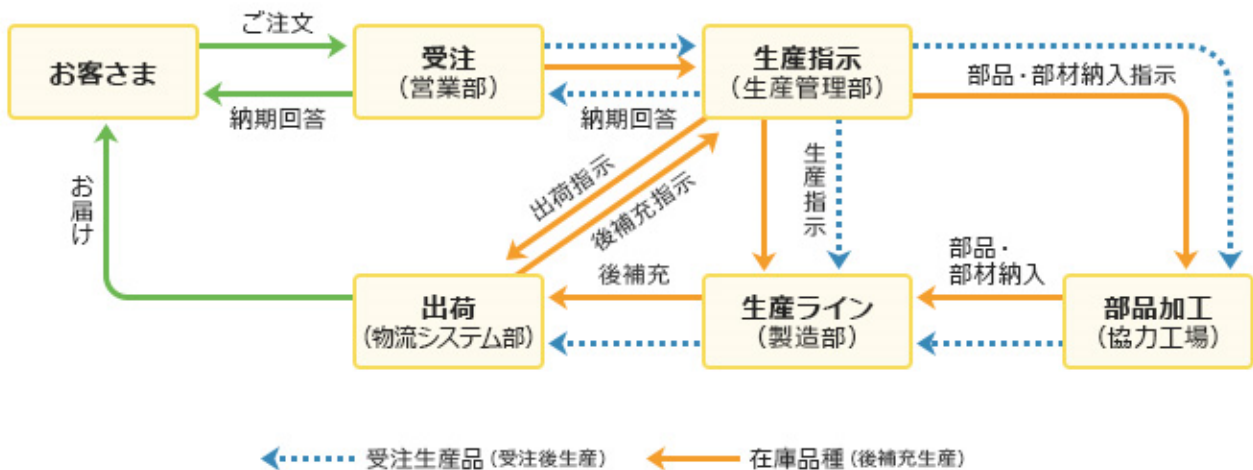 ご注文
お客さま
受注
(営業部)
生産指示
(生産管理部)
部品・部材納入指示
納期回答
納期回答
お届け
出荷指示
後補充指示
生産指示
後補充
部品・
部材納入
出荷
(物流システム部)
生産ライン
(製造部)
部品加工
(協力工場)
受注生産品(受注後生産)
在庫品種(後補充生産)